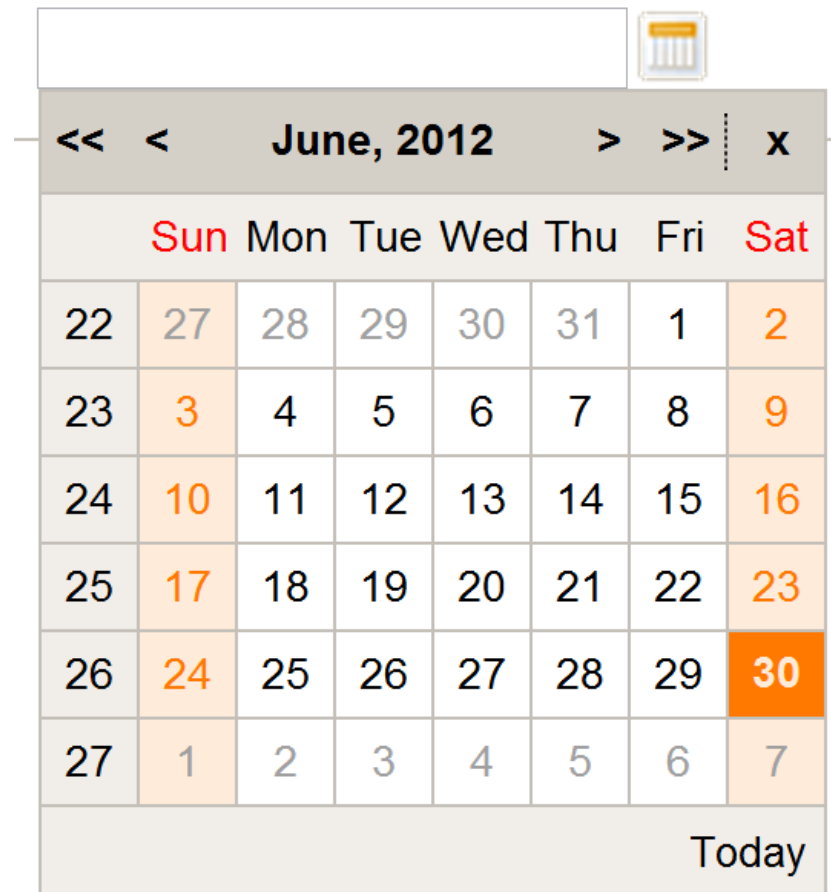 << < June, 2012 > >> x
Sun Mon Tue Wed Thu Fri Sat
22 27 28 29 30 31 1 2
23 3 4 5 6 7 8 9
24 10 11 12 13 14 15 16
25 17 18 19 20 21 22 23
26 24 25 26 27 28 29 30
27 1 2 3 4 5 6 7
Today